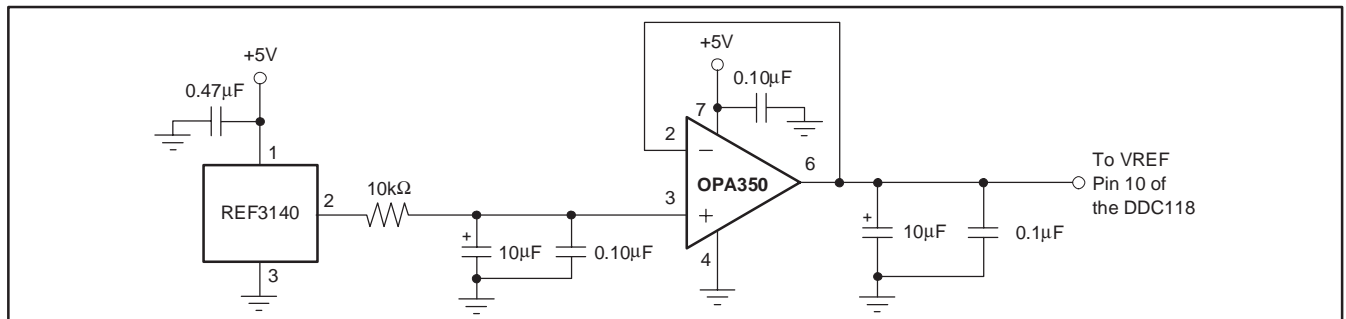 +5V
0.47µF
1
REF3140
2
3
10kΩ
+
10µF
0.10µF
+5V
0.10µF
7
2
−
OPA350
3
+
4
6
+
10µF
0.1µF
To VREF
Pin 10 of
the DDC118